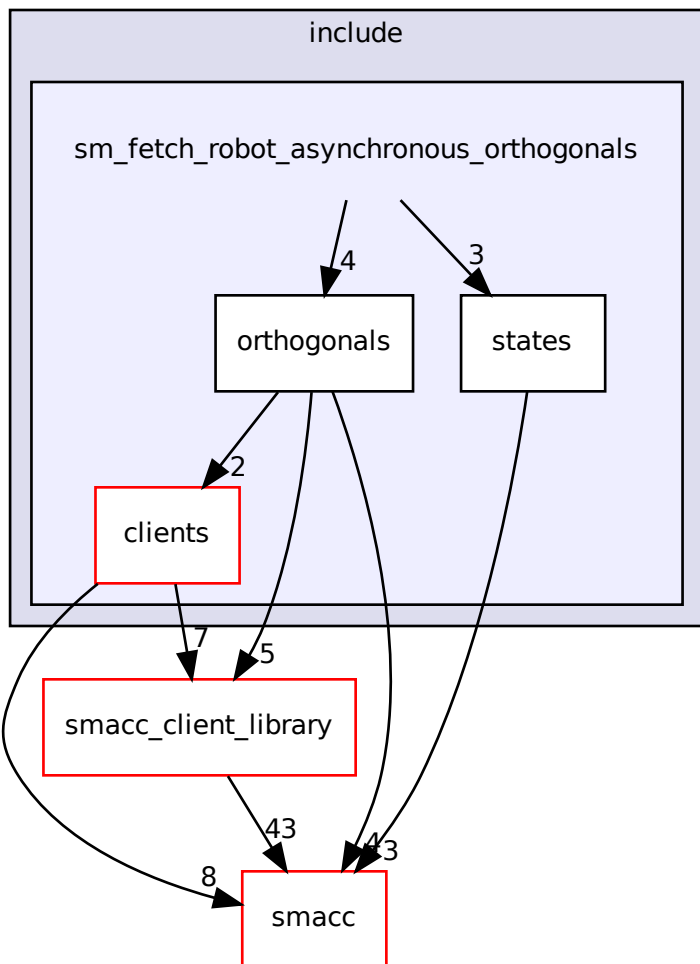 include
sm_fetch_robot_asynchronous_orthogonals
4
3
orthogonals
states
2
clients
7
5
smacc_client_library
43
4
3
8
smacc